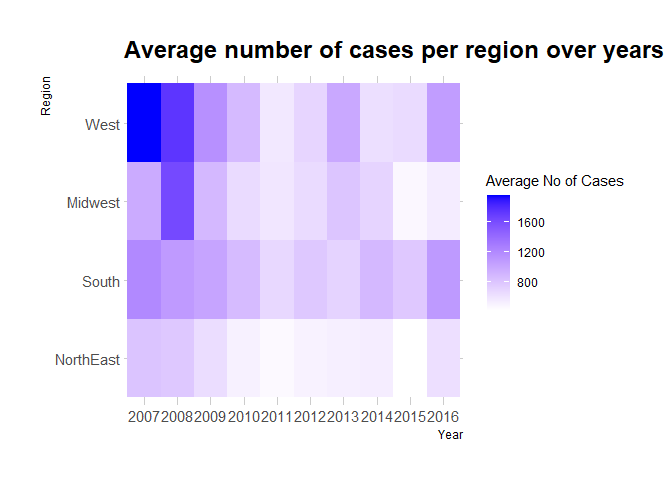 Average number of cases per region over years
Region
West
Midwest
South
NorthEast
2007 2008 2009 2010 2011 2012 2013 2014 2015 2016
Year
Average No of Cases
1600
1200
800